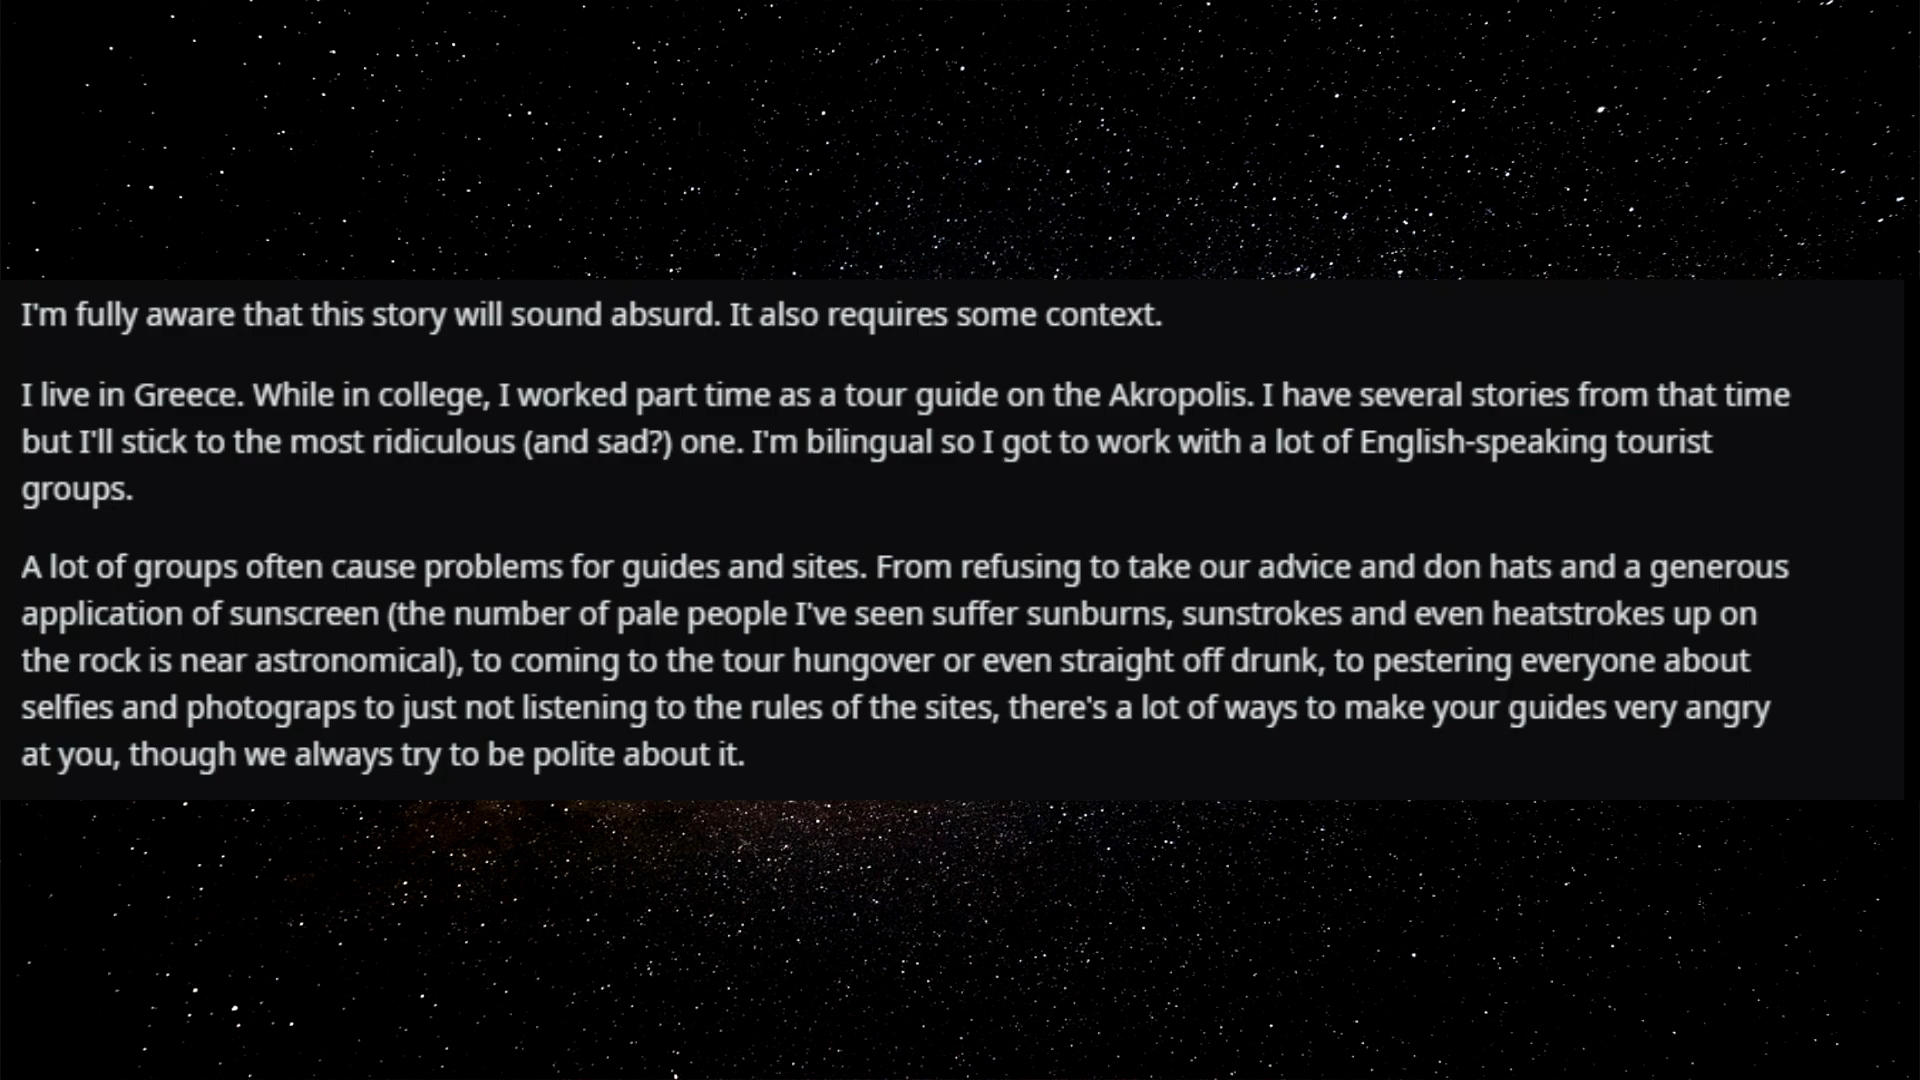 I'm fully aware that this story will sound absurd. It also requires some context.
I live in Greece. While in college, I worked part time as a tour guide on the Akropolis. I have several stories from that time
but I'll stick to the most ridiculous (and sad?) one. I'm bilingual so I got to work with a lot of English-speaking tourist
groups.
A lot of groups often cause problems for guides and sites. From refusing to take our advice and don hats and a generous
application of sunscreen (the number of pale people I've seen suffer sunburns, sunstrokes and even heatstrokes up on
the rock is near astronomical), to coming to the tour hungover or even straight off drunk, to pestering everyone about
selfies and photograps to just not listening to the rules of the sites, there's a lot of ways to make your guides very angry
at you, though we always try to be polite about it.